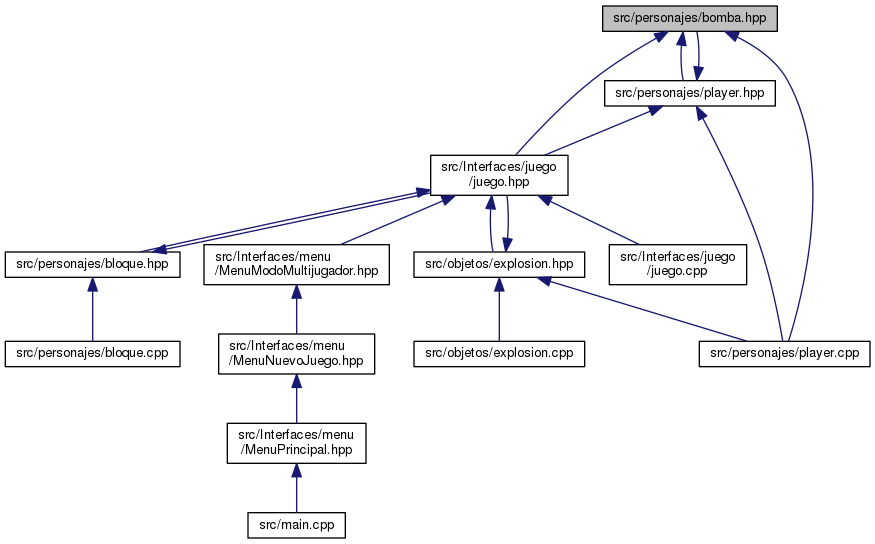 src/personajes/bomba.hpp
src/personajes/player.hpp
src/Interfaces/juego
/juego.hpp
src/personajes/bloque.hpp
src/Interfaces/menu
/MenuModoMultijugador.hpp
src/objetos/explosion.hpp
src/Interfaces/juego
/juego.cpp
src/personajes/bloque.cpp
src/Interfaces/menu
/MenuNuevoJuego.hpp
src/objetos/explosion.cpp
src/personajes/player.cpp
src/Interfaces/menu
/MenuPrincipal.hpp
src/main.cpp